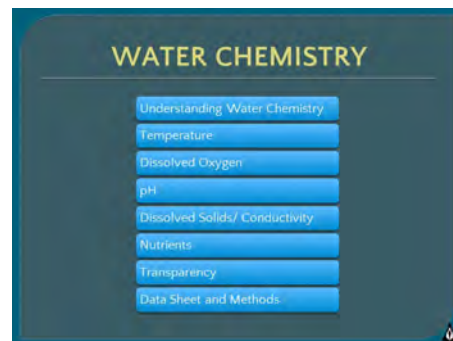 WATER CHEMISTRY
Understanding Water Chemistry
Temperature
Dissolved Oxygen
pH
Dissolved Solids/ Conductivity
Nutrients
Transparency
Data Sheet and Methods